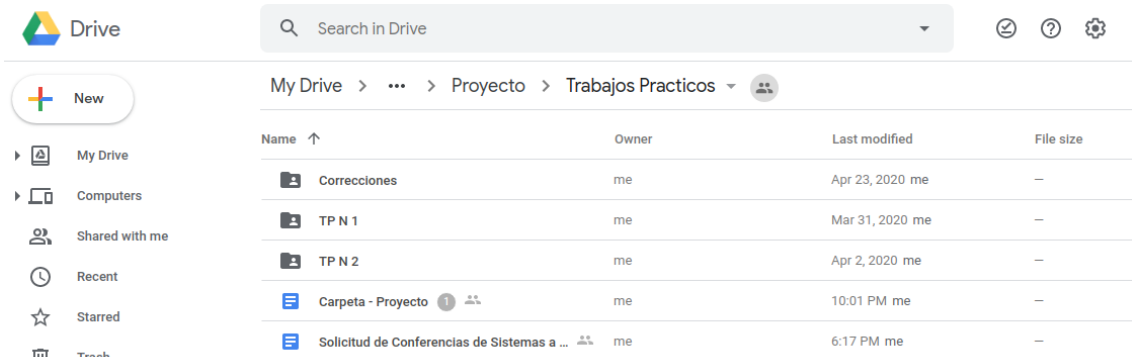 Drive
Search in Drive
New
My Drive > ••• > Proyecto > Trabajos Practicos
My Drive
Computers
Shared with me
Recent
Starred
Trash
Name ↑ Owner Last modified File size
Correcciones me Apr 23, 2020 me —
TP N 1 me Mar 31, 2020 me —
TP N 2 me Apr 2, 2020 me —
Carpeta - Proyecto 1 me 10:01 PM me —
Solicitud de Conferencias de Sistemas a ... me 6:17 PM me —